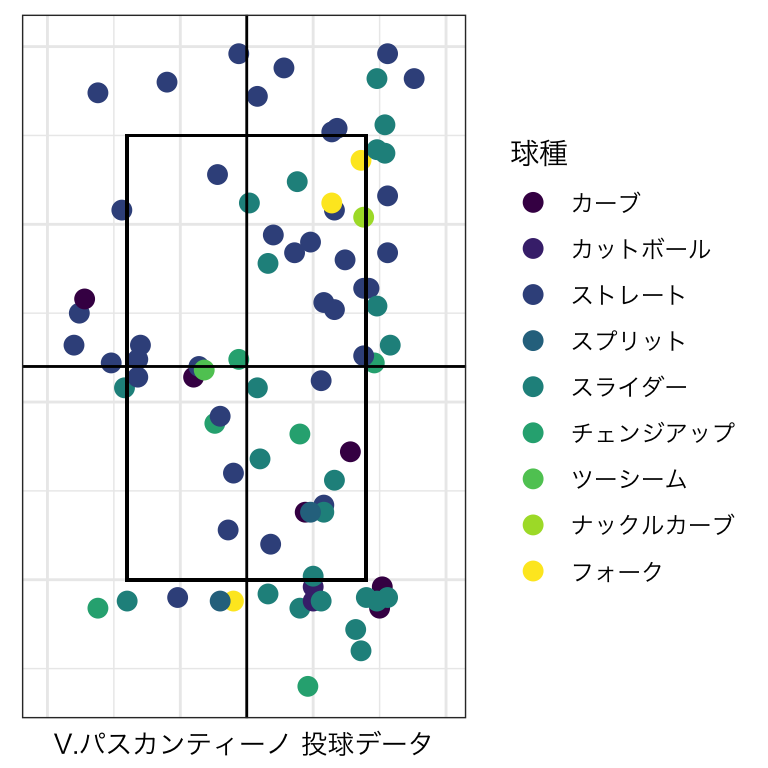 球種
カーブ
カットボール
ストレート
スプリット
スライダー
チェンジアップ
ツーシーム
ナックルカーブ
フォーク
V.パスカンティーノ 投球データ